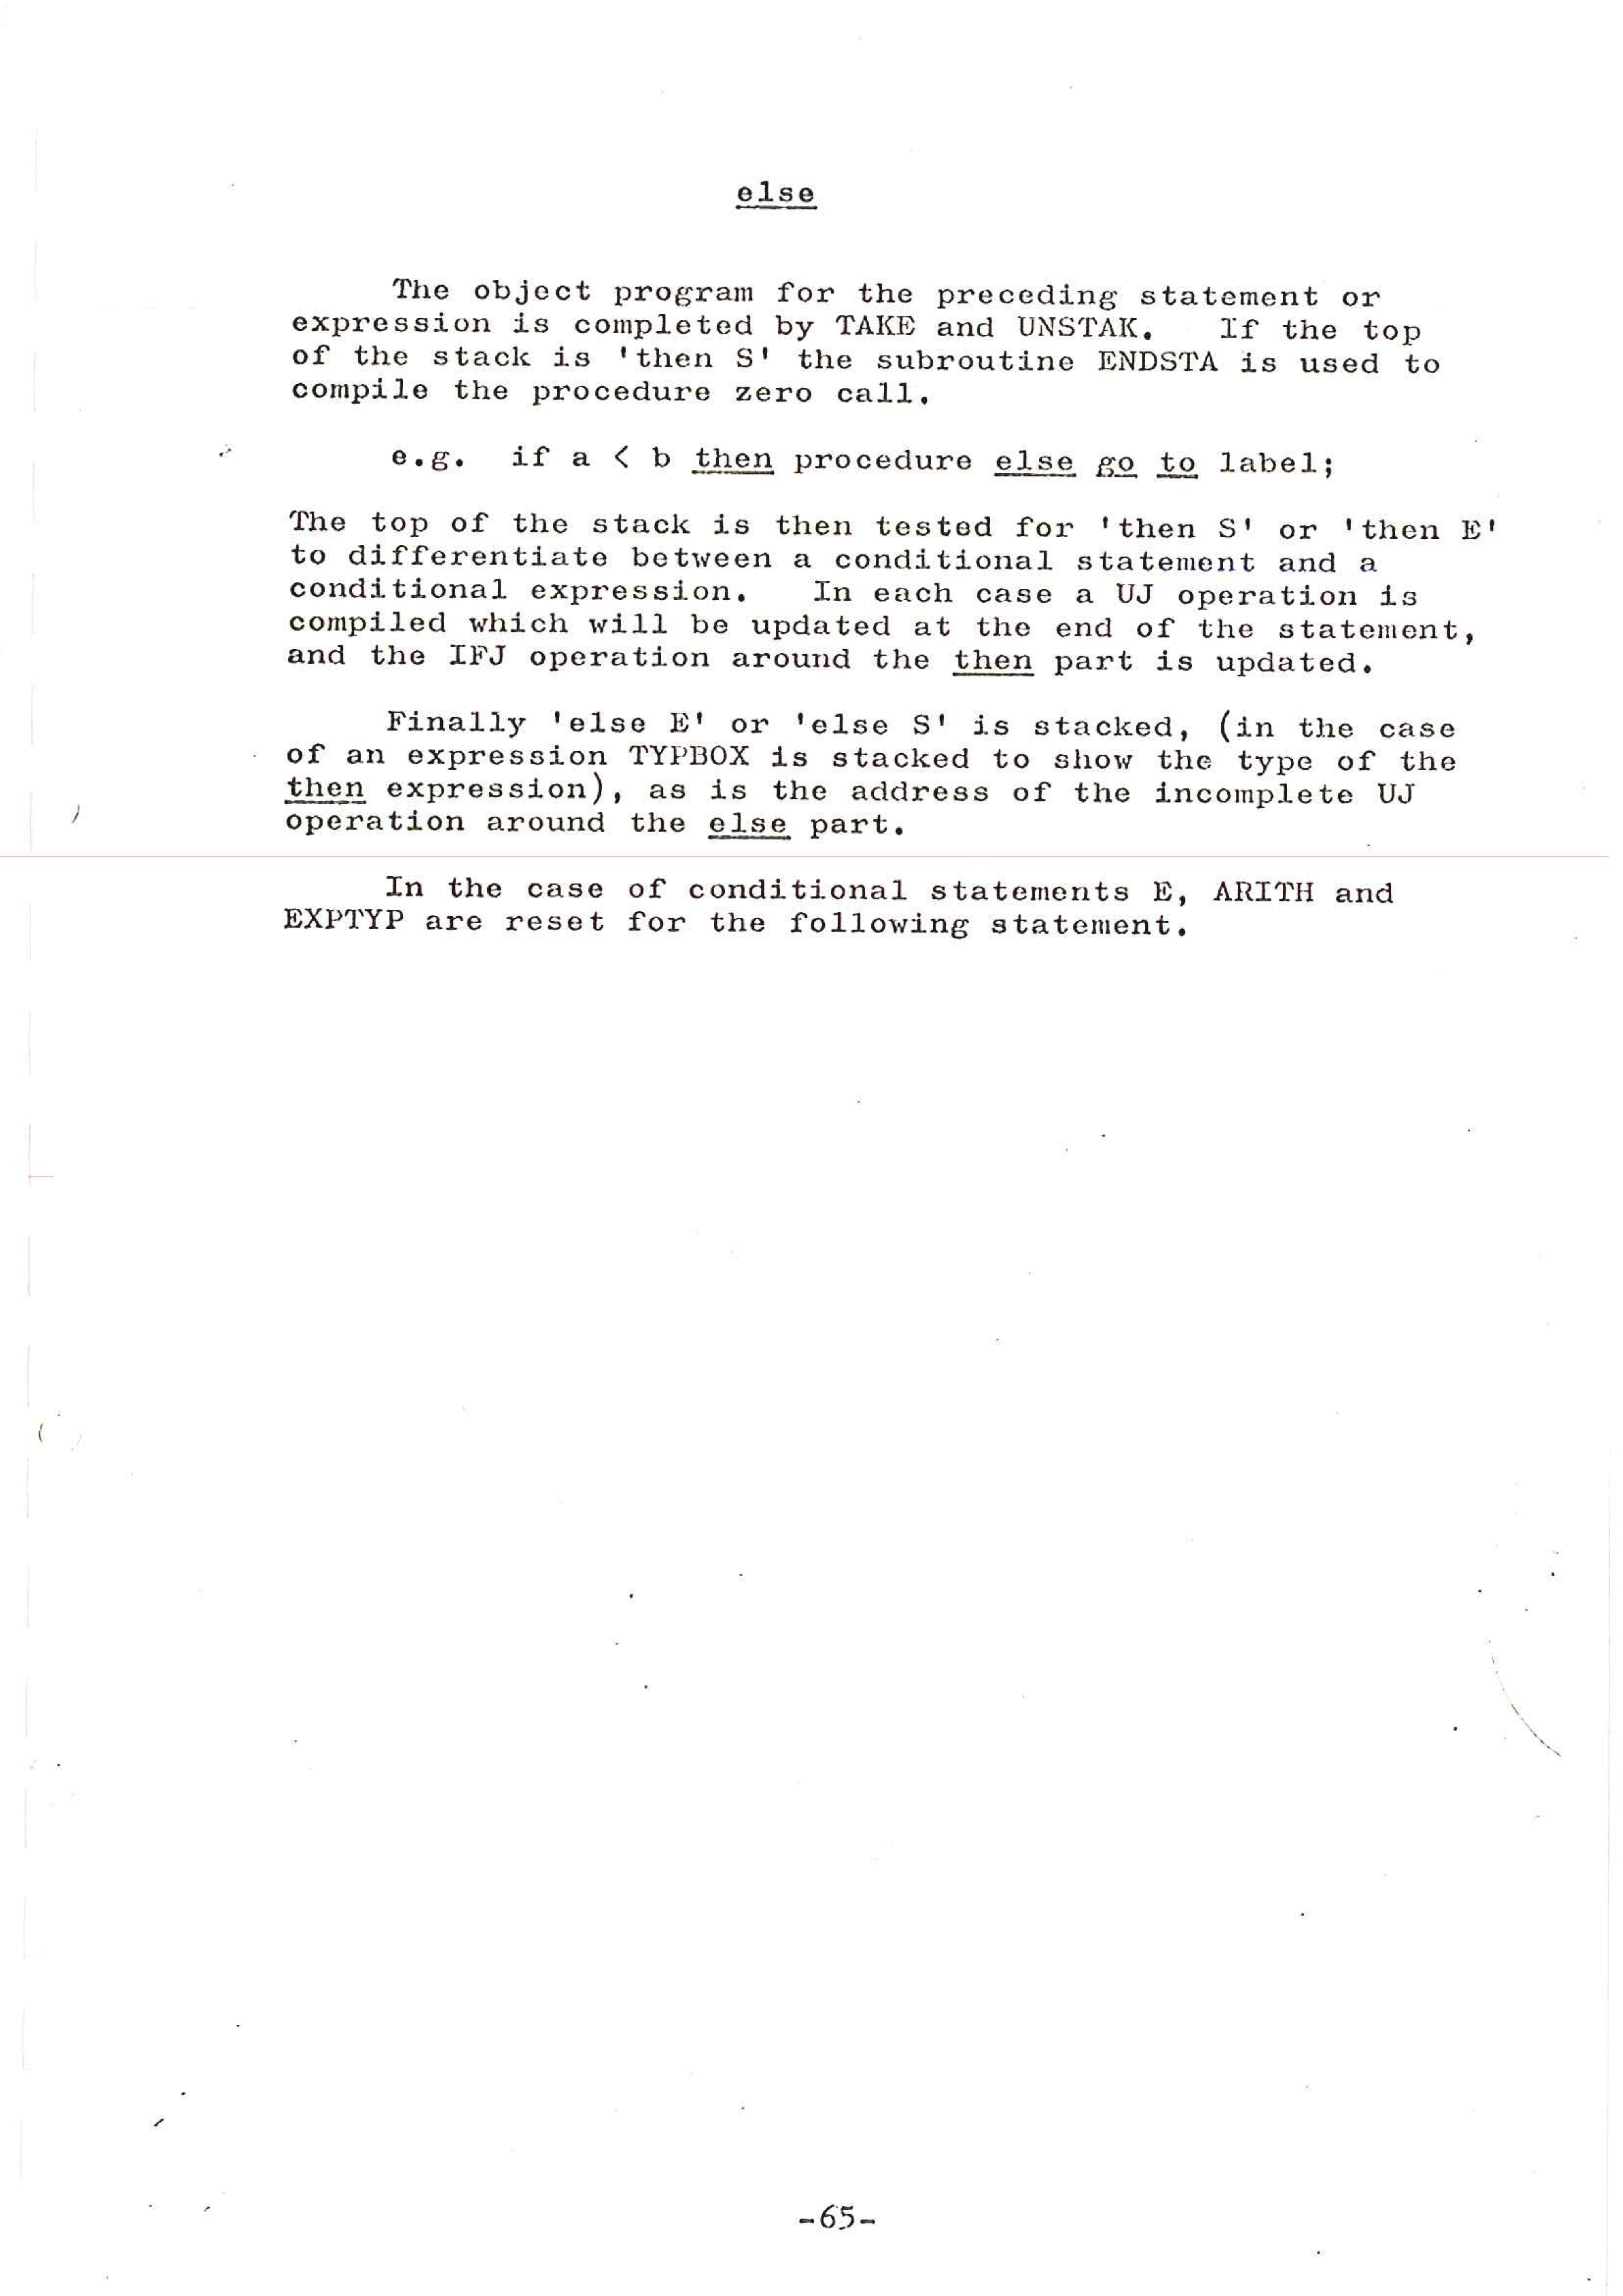 else
The object program for the preceding statement or
expression is completed by TAKE and UNSTAK. If the top
of the stack is 'then S' the subroutine ENDSTA is used to
compile the procedure zero call.
e.g. if a < b then procedure else go to label;
The top of the stack is then tested for 'then S' or 'then E'
to differentiate between a conditional statement and a
conditional expression. In each case a UJ operation is
compiled which will be updated at the end of the statement,
and the IFJ operation around the then part is updated.
Finally 'else E' or 'else S' is stacked, (in the case
of an expression TYPBOX is stacked to show the type of the
then expression), as is the address of the incomplete UJ
operation around the else part.
In the case of conditional statements E, ARITH and
EXPTYP are reset for the following statement.
-65-